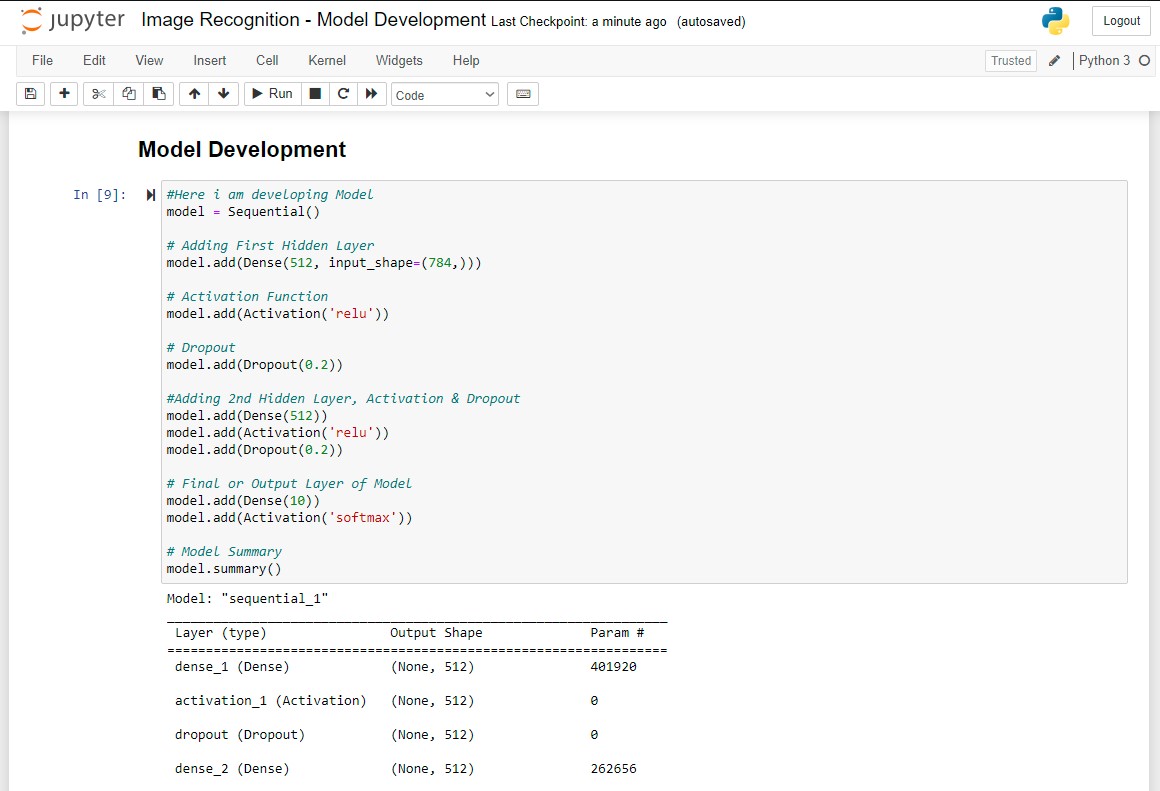 jupyter Image Recognition - Model Development Last Checkpoint: a minute ago (autosaved) Logout
File Edit View Insert Cell Kernel Widgets Help Trusted Python 3
Run Code
Model Development
In [9]:
#Here i am developing Model
model = Sequential()
# Adding First Hidden Layer
model.add(Dense(512, input_shape=(784,)))
# Activation Function
model.add(Activation('relu'))
# Dropout
model.add(Dropout(0.2))
#Adding 2nd Hidden Layer, Activation & Dropout
model.add(Dense(512))
model.add(Activation('relu'))
model.add(Dropout(0.2))
# Final or Output Layer of Model
model.add(Dense(10))
model.add(Activation('softmax'))
# Model Summary
model.summary()
Model: "sequential_1"
_________________________________________________________________
Layer (type) Output Shape Param #
=================================================================
dense_1 (Dense) (None, 512) 401920
activation_1 (Activation) (None, 512) 0
dropout (Dropout) (None, 512) 0
dense_2 (Dense) (None, 512) 262656